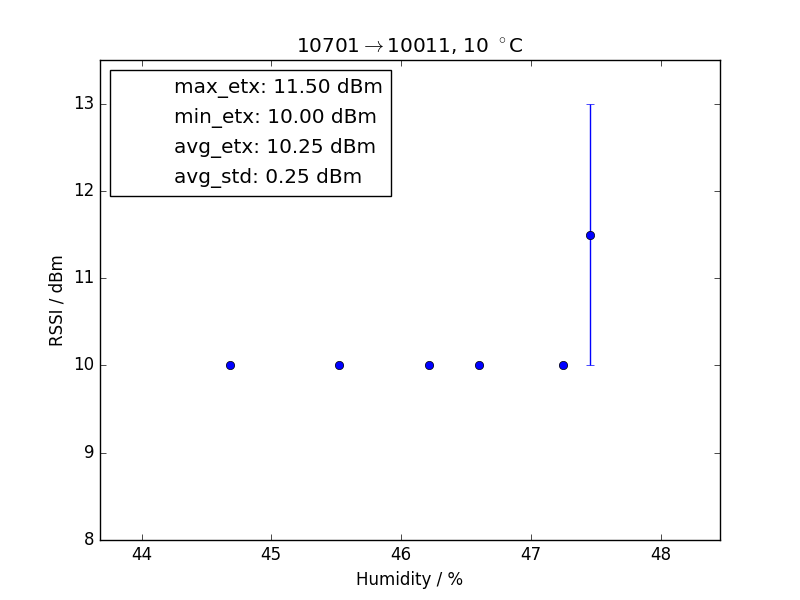 10701→10011, 10 °C
max_etx: 11.50 dBm
min_etx: 10.00 dBm
avg_etx: 10.25 dBm
avg_std: 0.25 dBm
13
12
11
10
9
8
RSSI / dBm
44 45 46 47 48
Humidity / %